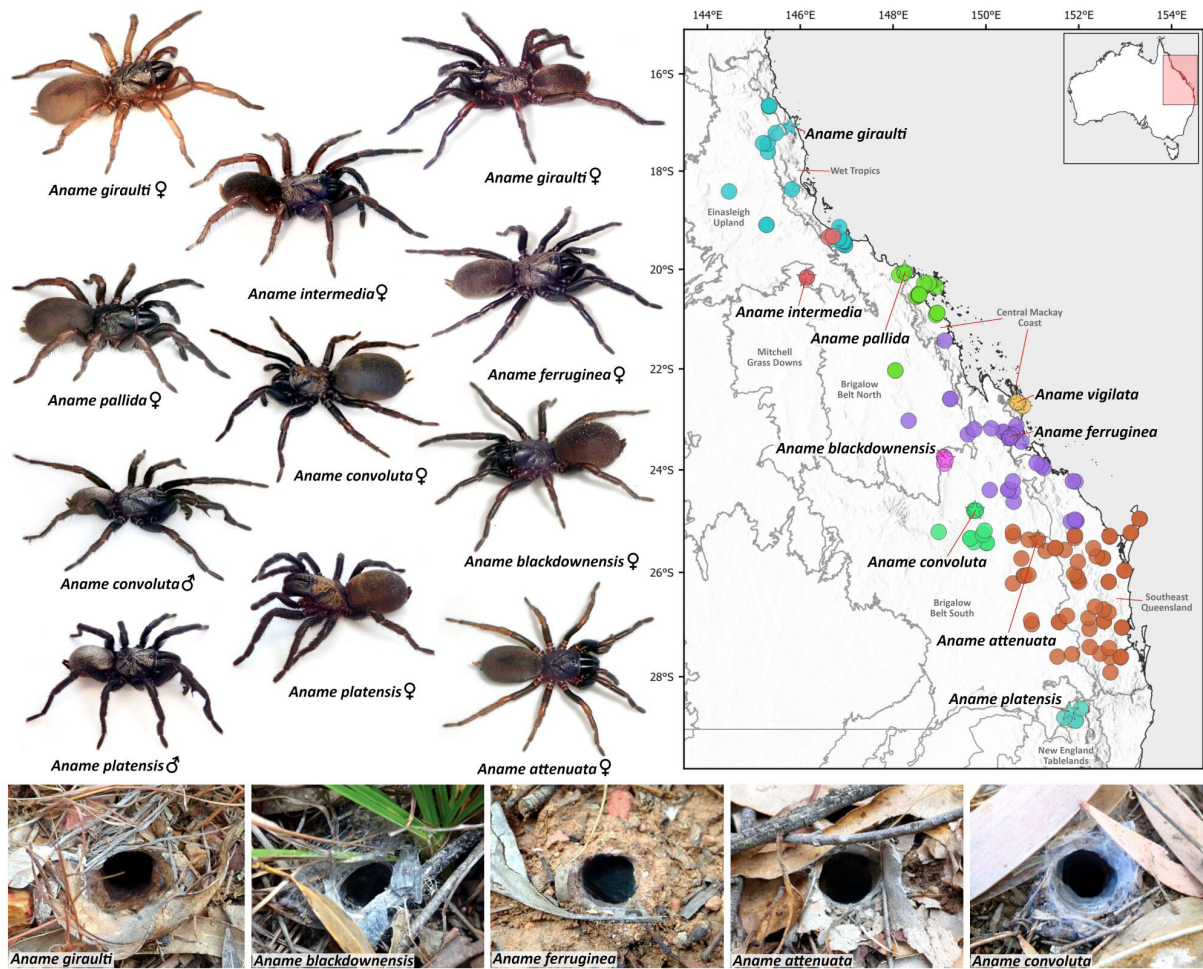 Aname giraulti ♀
Aname giraulti ♀
Aname intermedia ♀
Aname pallida ♀
Aname ferruginea ♀
Aname convoluta ♀
Aname convoluta ♂
Aname blackdownensis ♀
Aname platensis ♀
Aname platensis ♂
Aname attenuata ♀
144°E
146°E
148°E
150°E
152°E
154°E
16°S
18°S
20°S
22°S
24°S
26°S
28°S
Aname giraulti
Wet Tropics
Einasleigh
Upland
Aname intermedia
Aname pallida
Central Mackay
Coast
Mitchell
Grass Downs
Brigalow
Belt North
Aname vigilata
Aname ferruginea
Aname blackdownensis
Aname convoluta
Southeast
Queensland
Brigalow
Belt South
Aname attenuata
Aname platensis
New England
Tablelands
Aname giraulti
Aname blackdownensis
Aname ferruginea
Aname attenuata
Aname convoluta